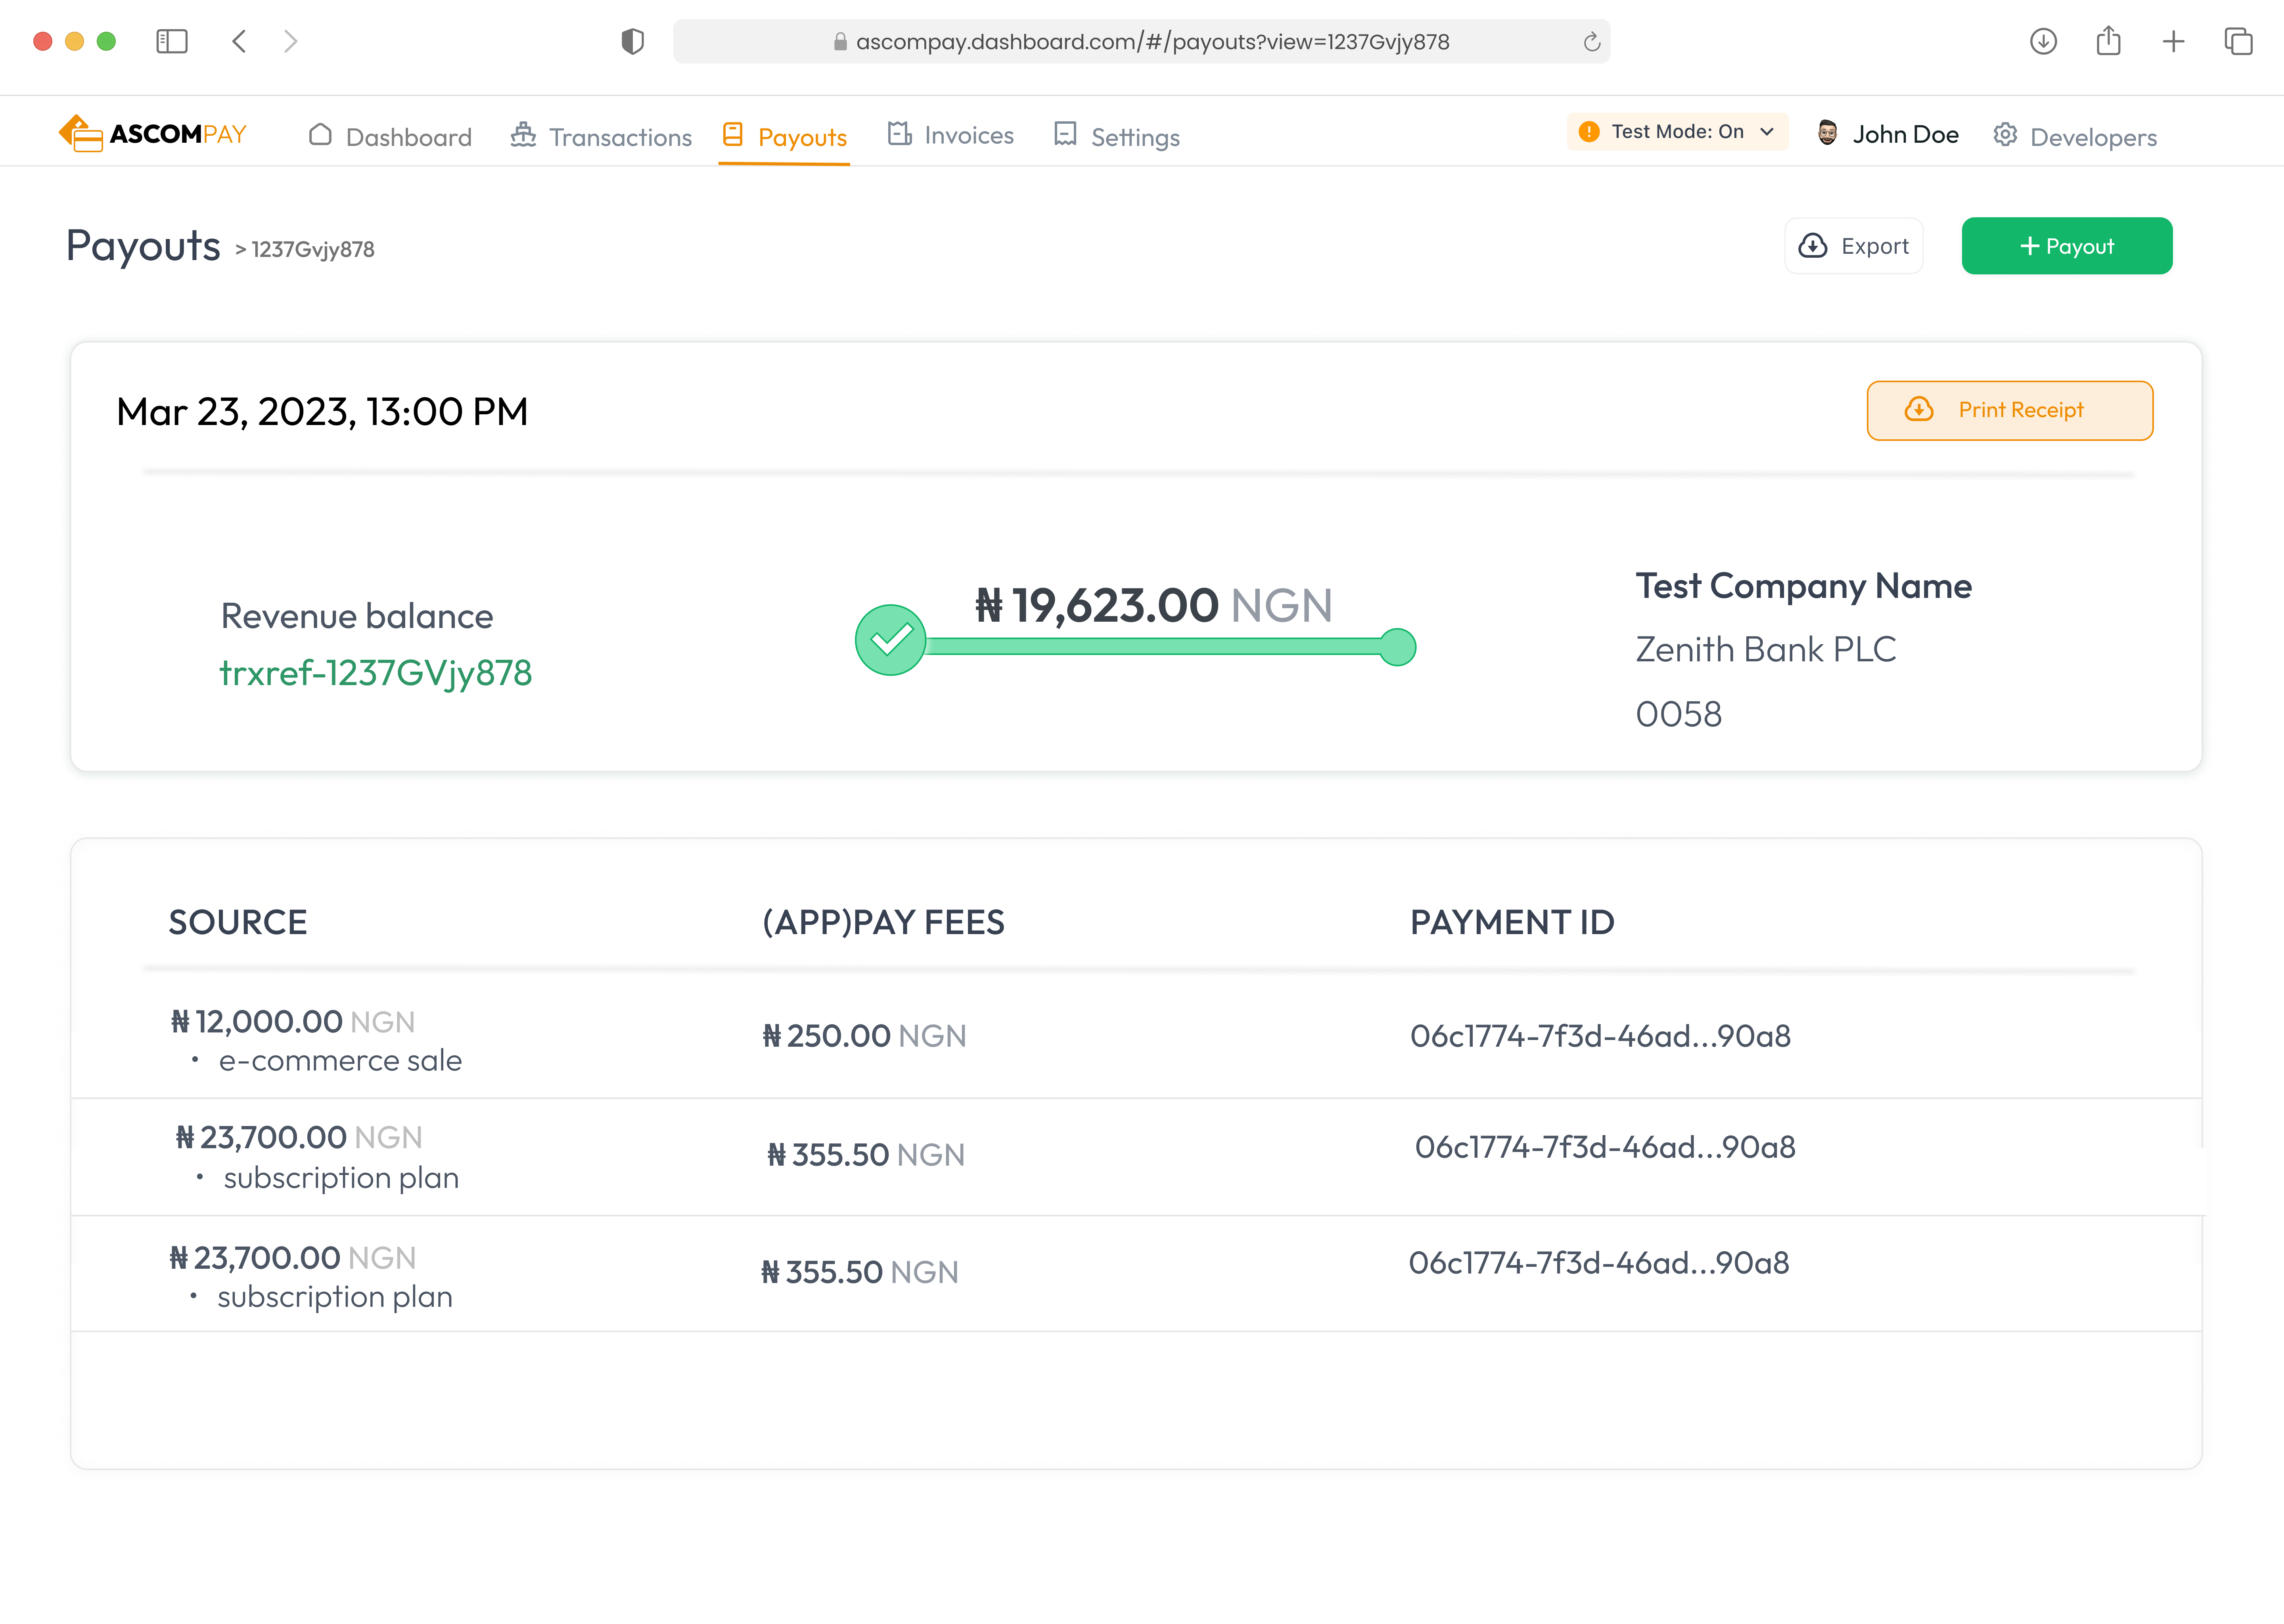 ascompay.dashboard.com/#/payouts?view=1237Gvjy878
ASCOMPAY Dashboard Transactions Payouts Invoices Settings Test Mode: On John Doe Developers
Payouts > 1237Gvjy878 Export + Payout
Mar 23, 2023, 13:00 PM Print Receipt
₦ 19,623.00 NGN
Revenue balance
trxref-1237GVjy878
Test Company Name
Zenith Bank PLC
0058
SOURCE (APP)PAY FEES PAYMENT ID
₦ 12,000.00 NGN
• e-commerce sale
₦ 250.00 NGN
06c1774-7f3d-46ad...90a8
₦ 23,700.00 NGN
• subscription plan
₦ 355.50 NGN
06c1774-7f3d-46ad...90a8
₦ 23,700.00 NGN
• subscription plan
₦ 355.50 NGN
06c1774-7f3d-46ad...90a8